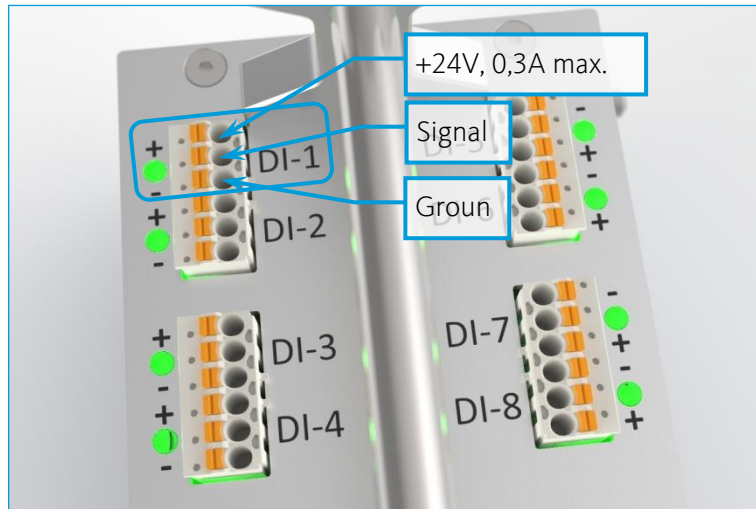 +24V, 0,3A max.
Signal
Groun
+
DI-1
-
+
DI-2
-
-
+
-
+
+
DI-3
-
+
DI-4
-
-
DI-7
+
-
DI-8
+